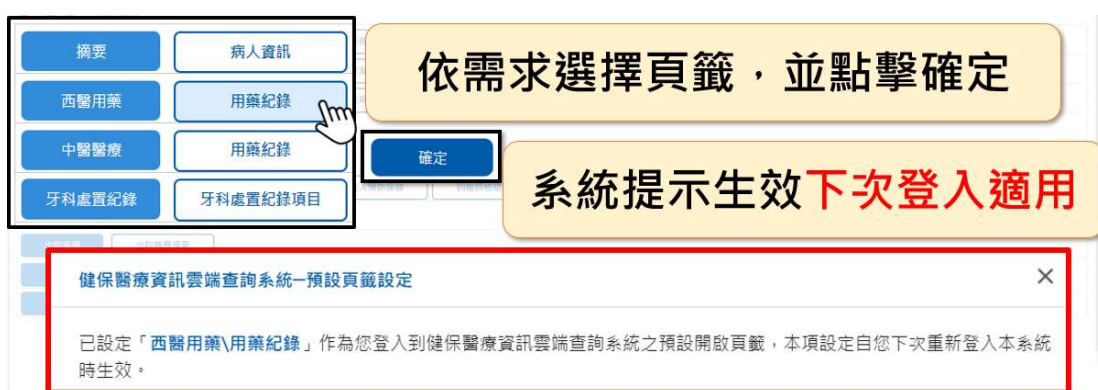 摘要 病人資訊
依需求選擇頁籤，並點擊確定
西醫用藥 用藥紀錄
中醫醫療 用藥紀錄
確定
系統提示生效下次登入適用
牙科處置紀錄 牙科處置紀錄項目
健保醫療資訊雲端查詢系統─預設頁籤設定
已設定「西醫用藥\用藥紀錄」作為您登入到健保醫療資訊雲端查詢系統之預設開啟頁籤，本項設定自您下次重新登入本系統
時生效。